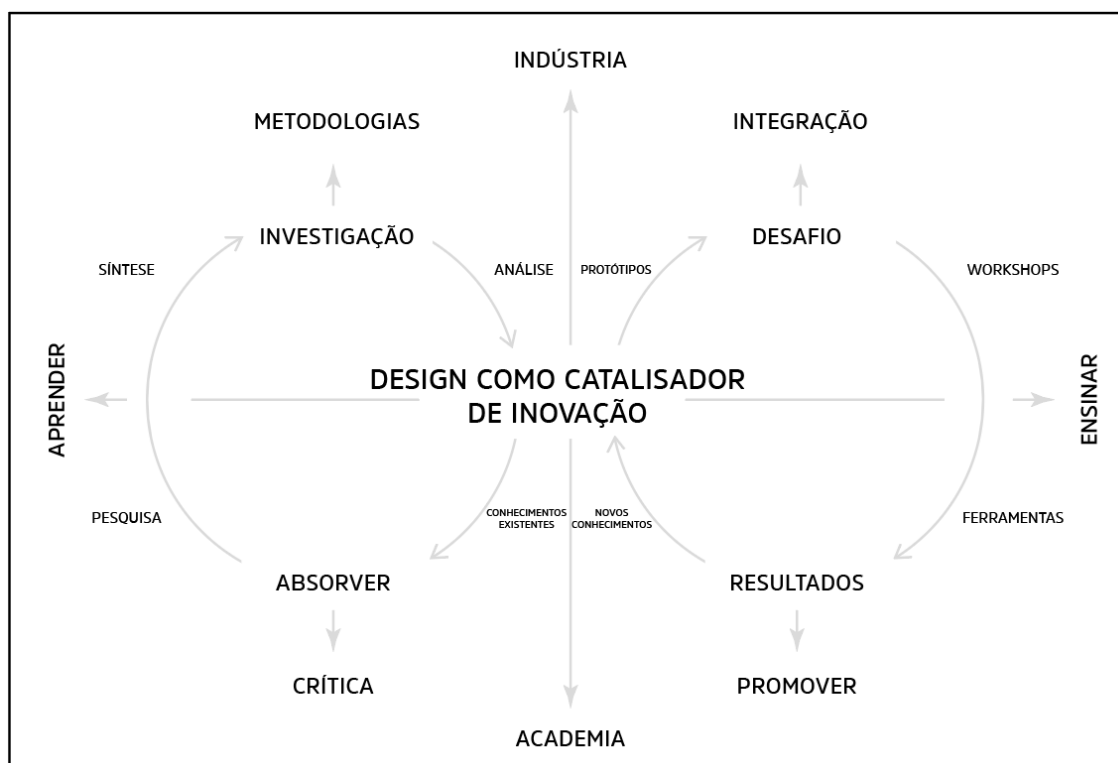 INDÚSTRIA
METODOLOGIAS
INTEGRAÇÃO
INVESTIGAÇÃO
DESAFIO
SÍNTESE
ANÁLISE
PROTÓTIPOS
WORKSHOPS
APRENDER
DESIGN COMO CATALISADOR
DE INOVAÇÃO
ENSINAR
PESQUISA
CONHECIMENTOS
EXISTENTES
NOVOS
CONHECIMENTOS
FERRAMENTAS
ABSORVER
RESULTADOS
CRÍTICA
PROMOVER
ACADEMIA